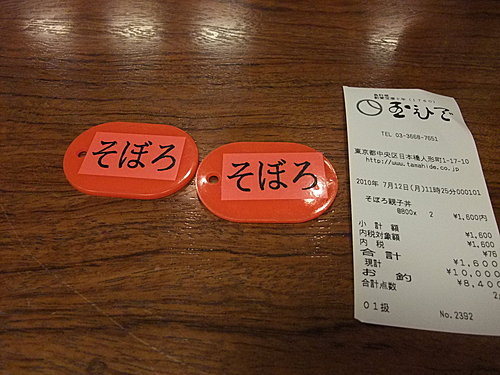 そぼろ
そぼろ
玉ひで
TEL 03-3668-7651
東京都中央区日本橋人形町1-17-10
http://www.tamahide.co.jp
2010年 7月12日(月)11時25分000101
そぼろ親子丼
@800x 2 ¥1,600円
小計額 ¥1,600
内税対象額 ¥1,600
内税 ¥76
合計 ¥1,600
現計 ¥10,000
お釣 ¥8,400
合計点数 2
01扱 No.2392